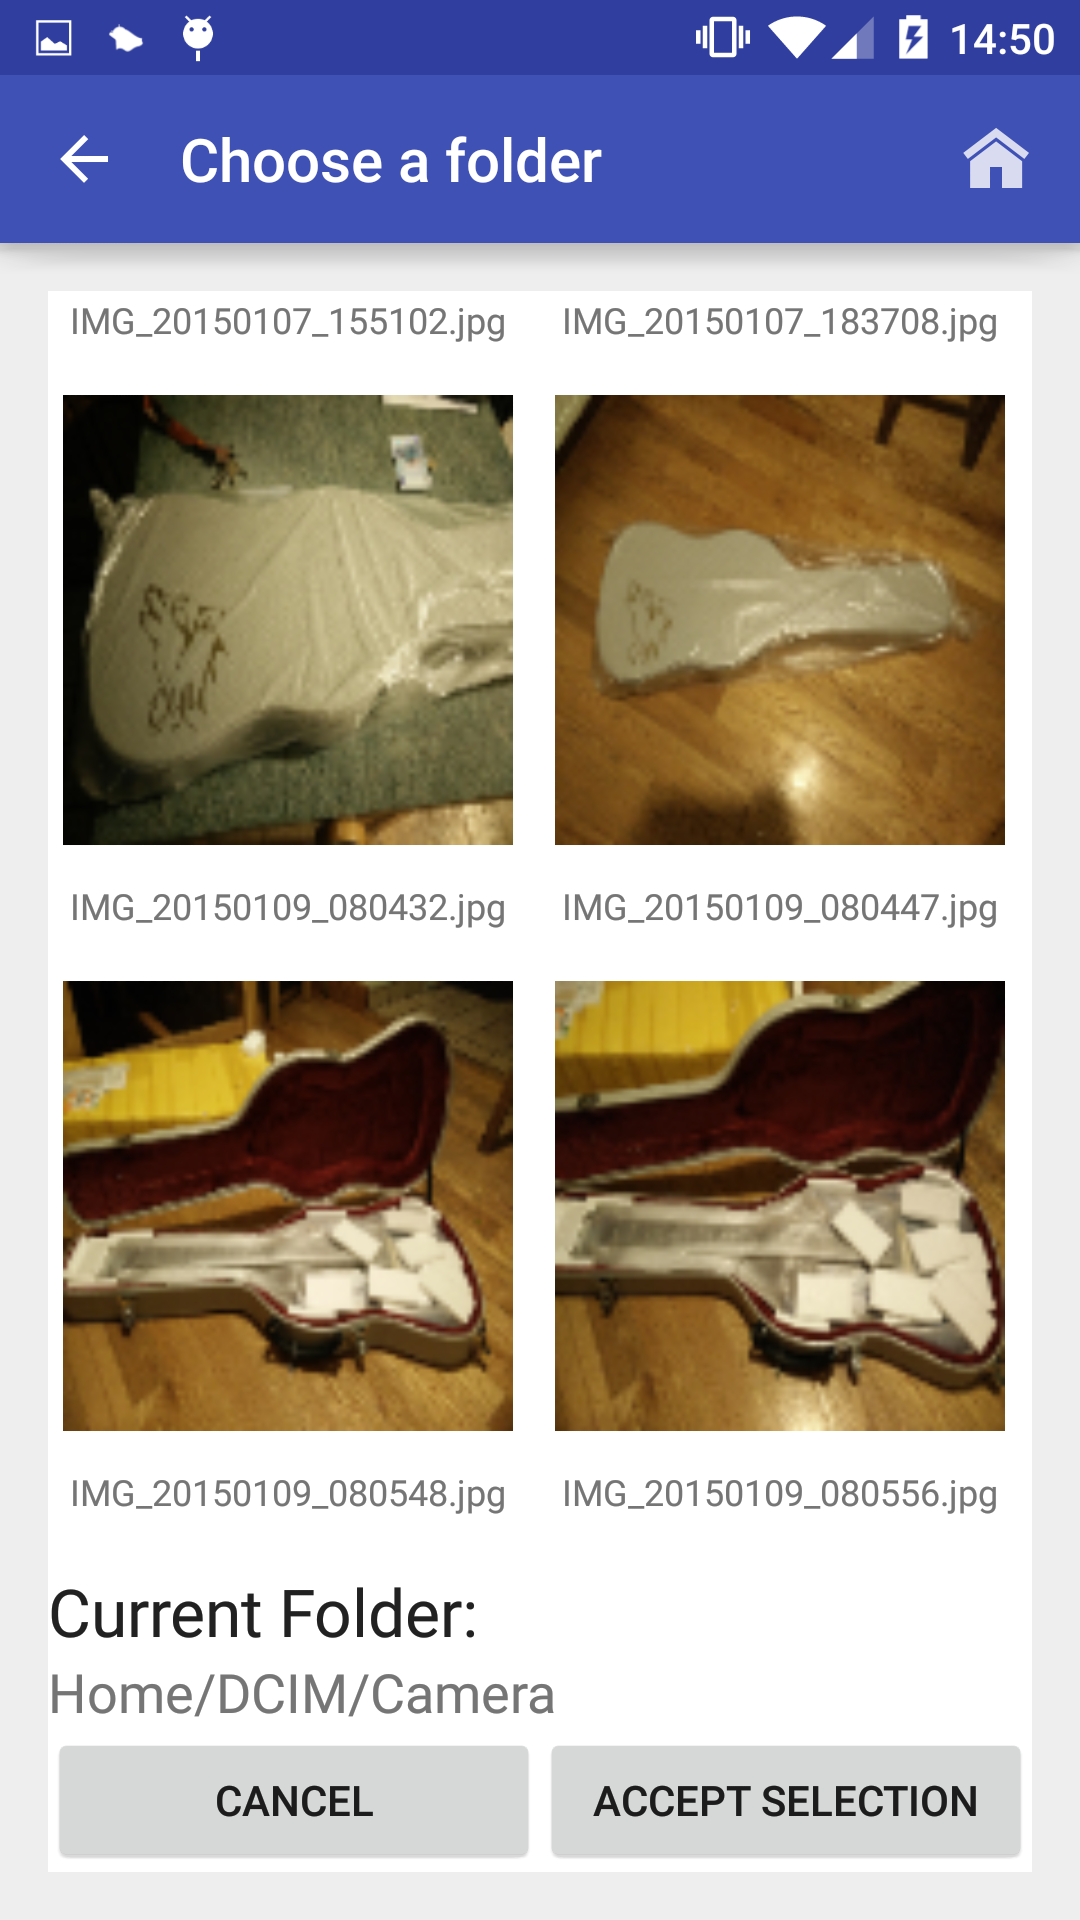 14:50
Choose a folder
IMG_20150107_155102.jpg IMG_20150107_183708.jpg
IMG_20150109_080432.jpg IMG_20150109_080447.jpg
IMG_20150109_080548.jpg IMG_20150109_080556.jpg
Current Folder:
Home/DCIM/Camera
CANCEL ACCEPT SELECTION